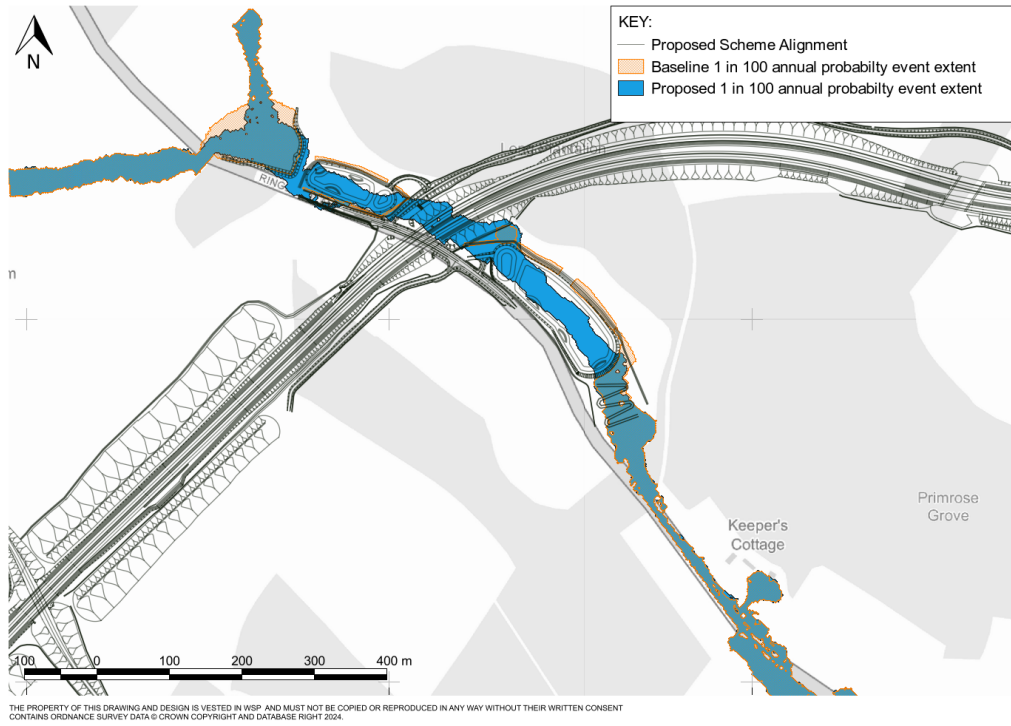 KEY:
Proposed Scheme Alignment
Baseline 1 in 100 annual probabilty event extent
Proposed 1 in 100 annual probabilty event extent
N
RING
m
Primrose
Grove
Keeper's
Cottage
100 0 100 200 300 400 m
THE PROPERTY OF THIS DRAWING AND DESIGN IS VESTED IN WSP AND MUST NOT BE COPIED OR REPRODUCED IN ANY WAY WITHOUT THEIR WRITTEN CONSENT
CONTAINS ORDNANCE SURVEY DATA © CROWN COPYRIGHT AND DATABASE RIGHT 2024.